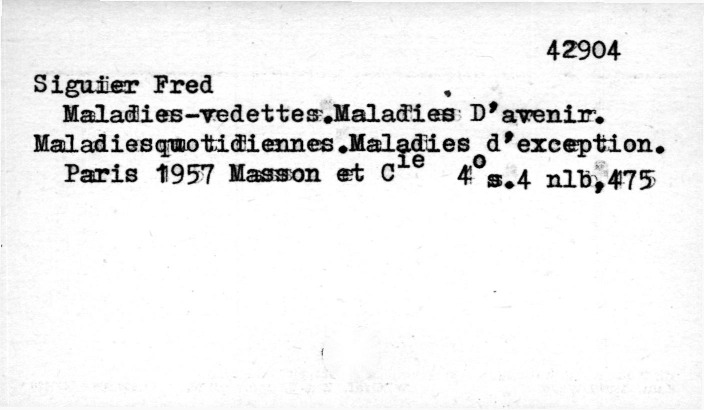 42904
Siguier Fred
Maladies-vedettes.Maladies D'avenir.
Maladiesquotidiennes.Maladies d'exception.
Paris 1957 Masson et Cie 4o s.4 nlb,475